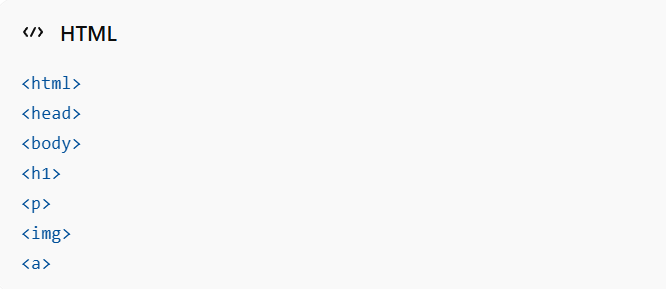 </> HTML
<html>
<head>
<body>
<h1>
<p>
<img>
<a>